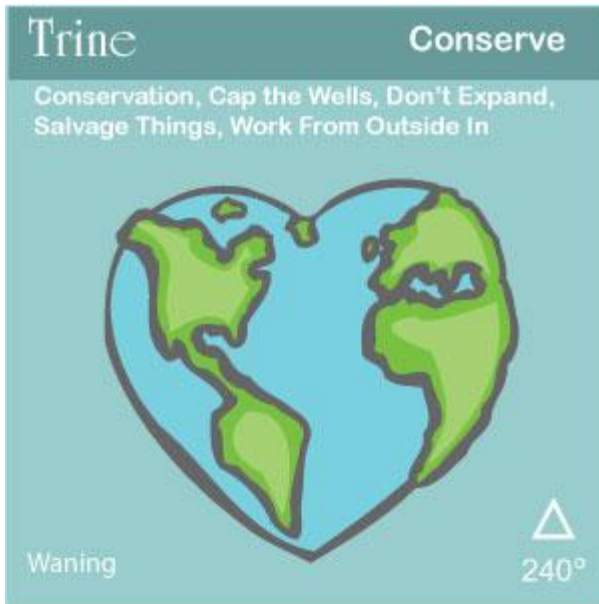 Trine
Conserve
Conservation, Cap the Wells, Don't Expand,
Salvage Things, Work From Outside In
Waning
240°